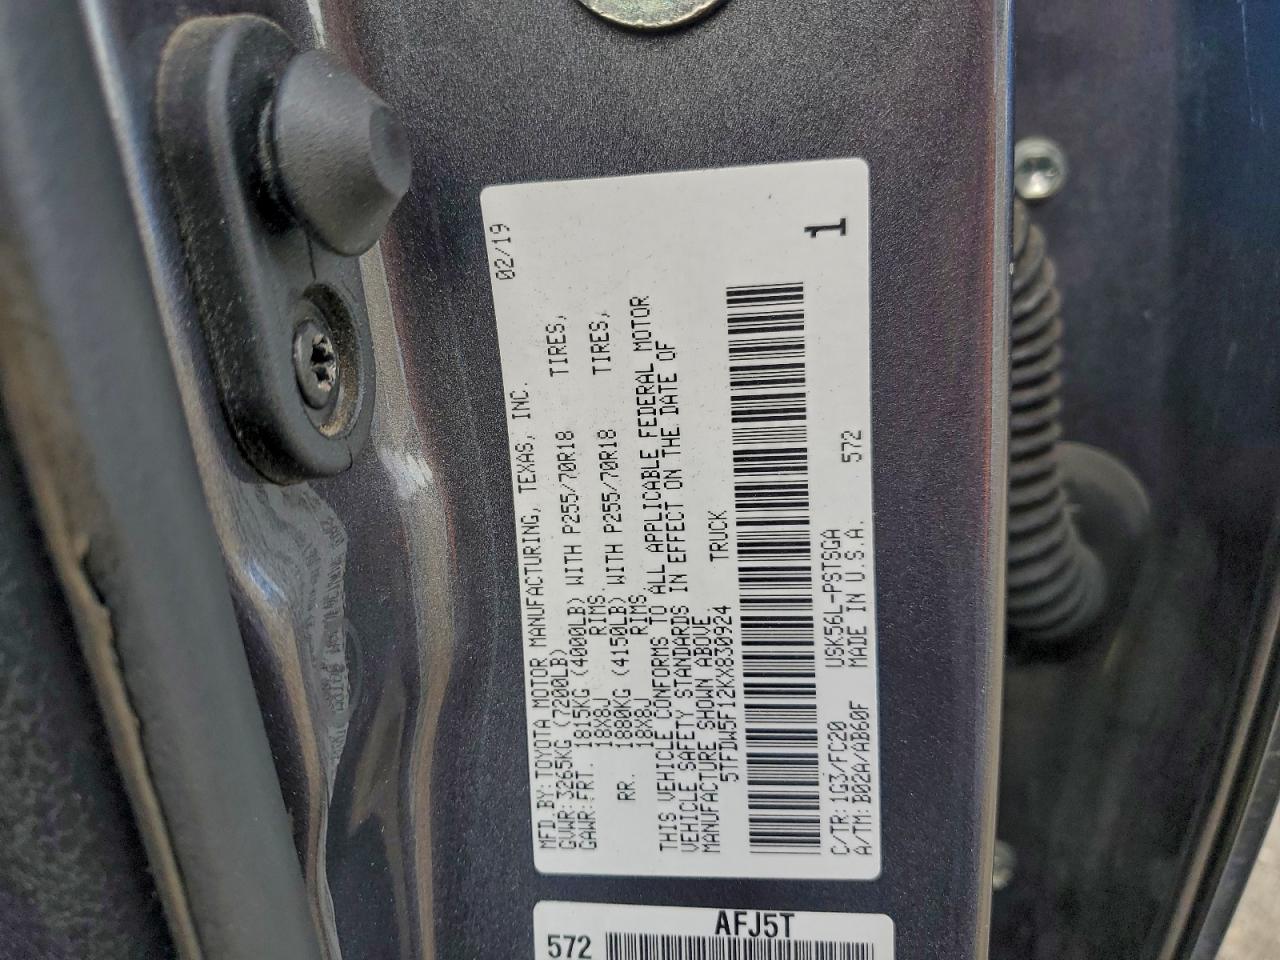 MFD.BY: TOYOTA MOTOR MANUFACTURING, TEXAS, INC. 02/19
GVWR: 3265KG (7200LB)
GAWR: FRT. 1815KG (4000LB) WITH P255/70R18 TIRES,
18X8J RIMS.
RR. 1880KG (4150LB) WITH P255/70R18 TIRES,
18X8J RIMS.
THIS VEHICLE CONFORMS TO ALL APPLICABLE FEDERAL MOTOR
VEHICLE SAFETY STANDARDS IN EFFECT ON THE DATE OF
MANUFACTURE SHOWN ABOVE
5TFDW5F12KX830924 TRUCK
1
C/TR: 1G3/FC20 USK56L-PSTSGA 572
A/TM: B02A/AB60F MADE IN U.S.A.
AFJ5T
572